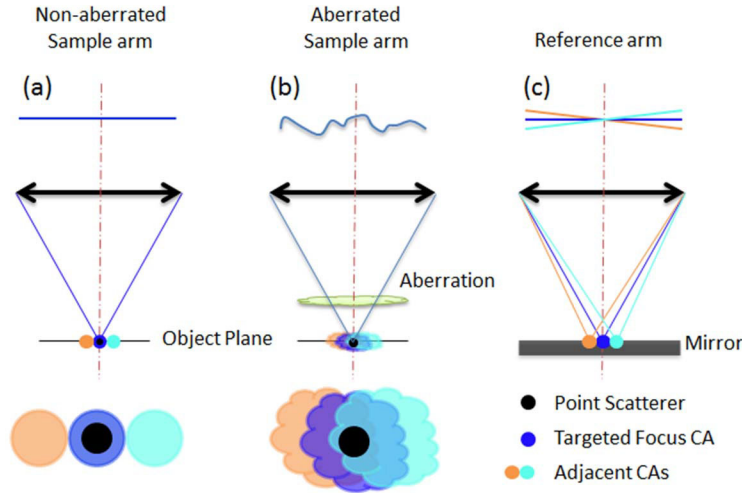 Non-aberrated
Sample arm
Aberrated
Sample arm
Reference arm
(a)
(b)
(c)
Aberration
Object Plane
Mirror
Point Scatterer
Targeted Focus CA
Adjacent CAs